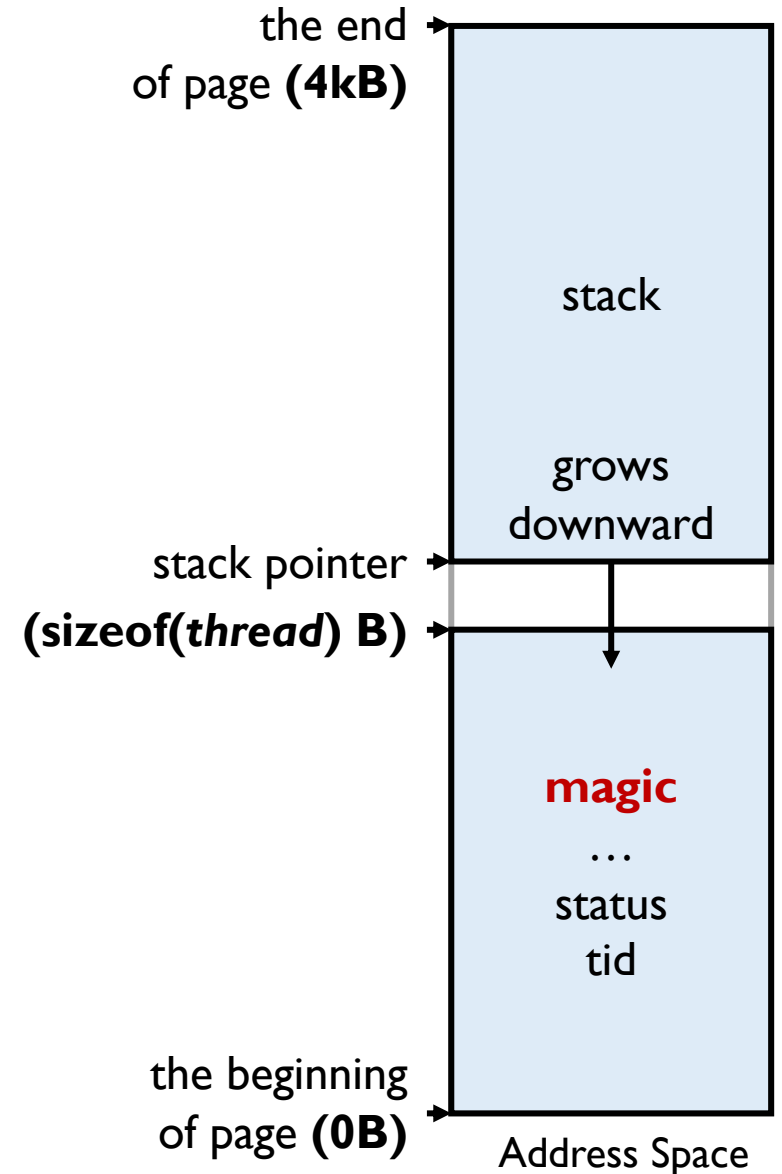 the end
of page (4kB)
stack
grows
downward
stack pointer
(sizeof(thread) B)
magic
...
status
tid
the beginning
of page (0B)
Address Space